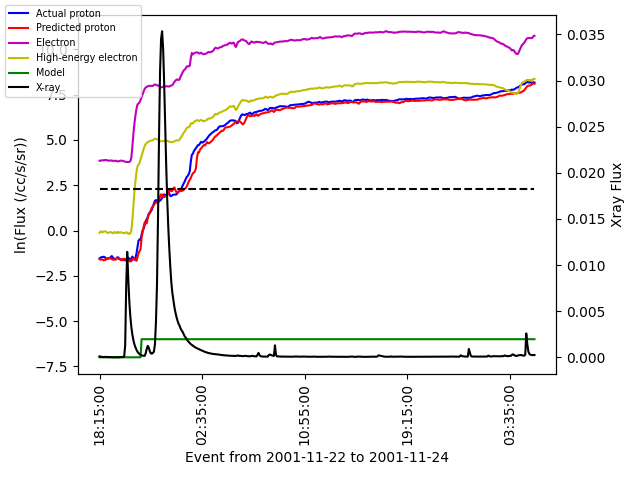 Actual proton
Predicted proton
Electron
High-energy electron
Model
X-ray
10.0
7.5
5.0
2.5
0.0
−2.5
−5.0
−7.5
ln(Flux (/cc/s/sr))
0.035
0.030
0.025
0.020
0.015
0.010
0.005
0.000
Xray Flux
18:15:00
02:35:00
10:55:00
19:15:00
03:35:00
Event from 2001-11-22 to 2001-11-24